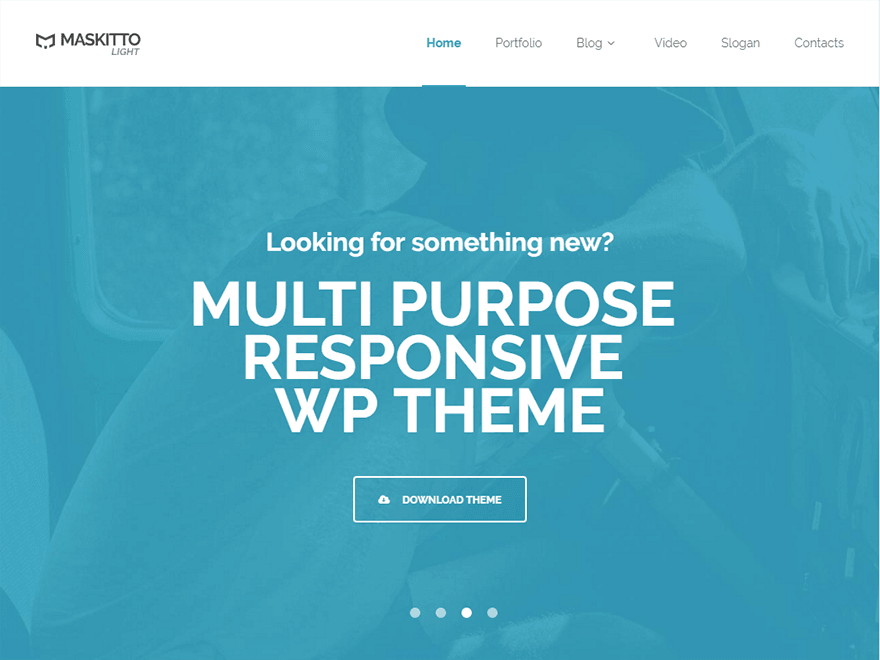 MASKITTO
LIGHT
Home Portfolio Blog Video Slogan Contacts
Looking for something new?
MULTI PURPOSE
RESPONSIVE
WP THEME
DOWNLOAD THEME